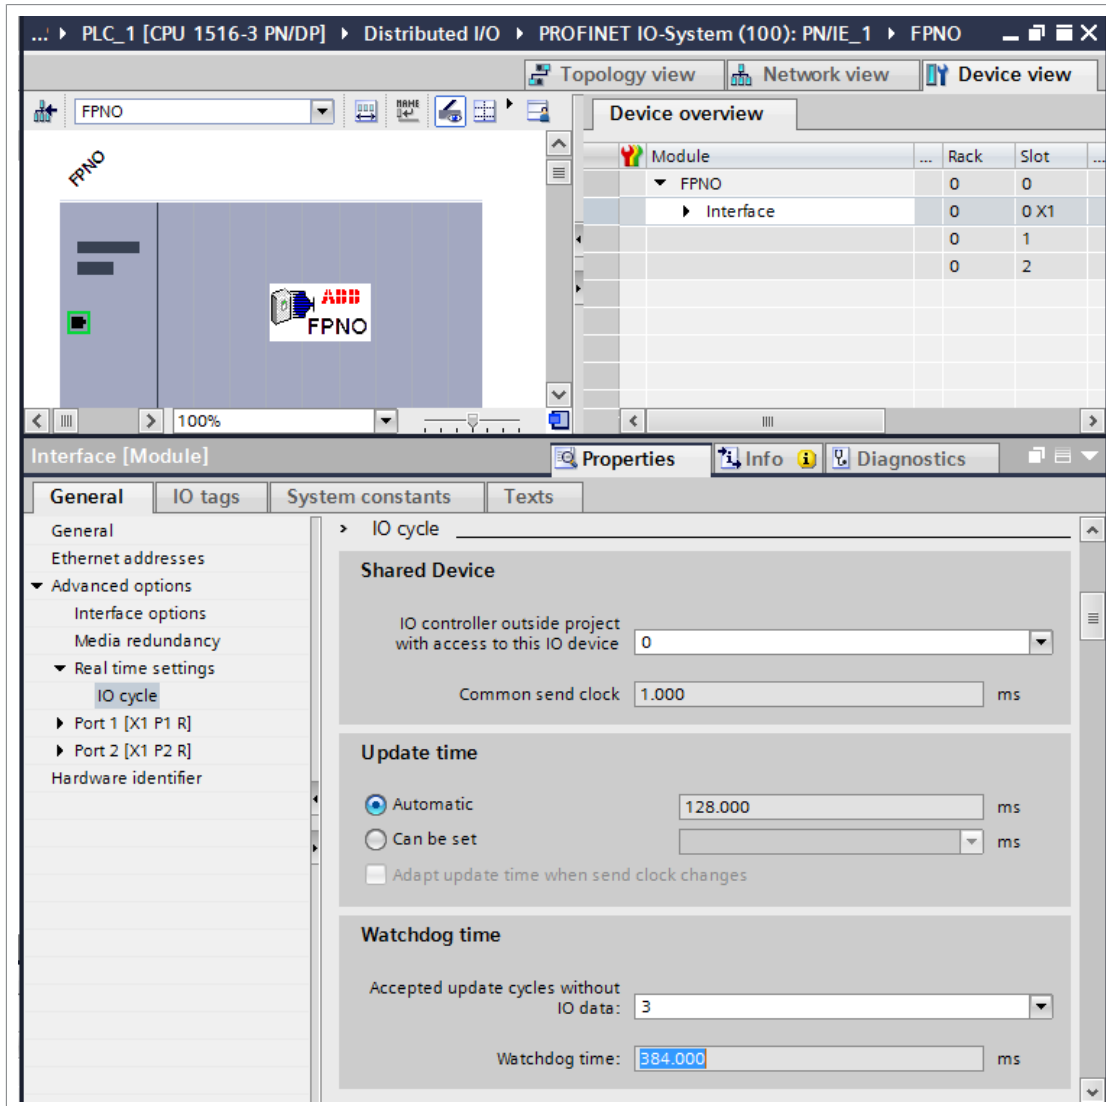 ... PLC_1 [CPU 1516-3 PN/DP] Distributed I/O PROFINET IO-System (100): PN/IE_1 FPNO
Topology view Network view Device view
FPNO NAME
Device overview
Module ... Rack Slot ...
FPNO 0 0
Interface 0 0 X1
0 1
0 2
FPNO
ABB
FPNO
100%
Interface [Module] Properties Info Diagnostics
General IO tags System constants Texts
General
Ethernet addresses
Advanced options
Interface options
Media redundancy
Real time settings
IO cycle
Port 1 [X1 P1 R]
Port 2 [X1 P2 R]
Hardware identifier
IO cycle
Shared Device
IO controller outside project
with access to this IO device 0
Common send clock 1.000 ms
Update time
Automatic 128.000 ms
Can be set ms
Adapt update time when send clock changes
Watchdog time
Accepted update cycles without
IO data: 3
Watchdog time: 384.000 ms